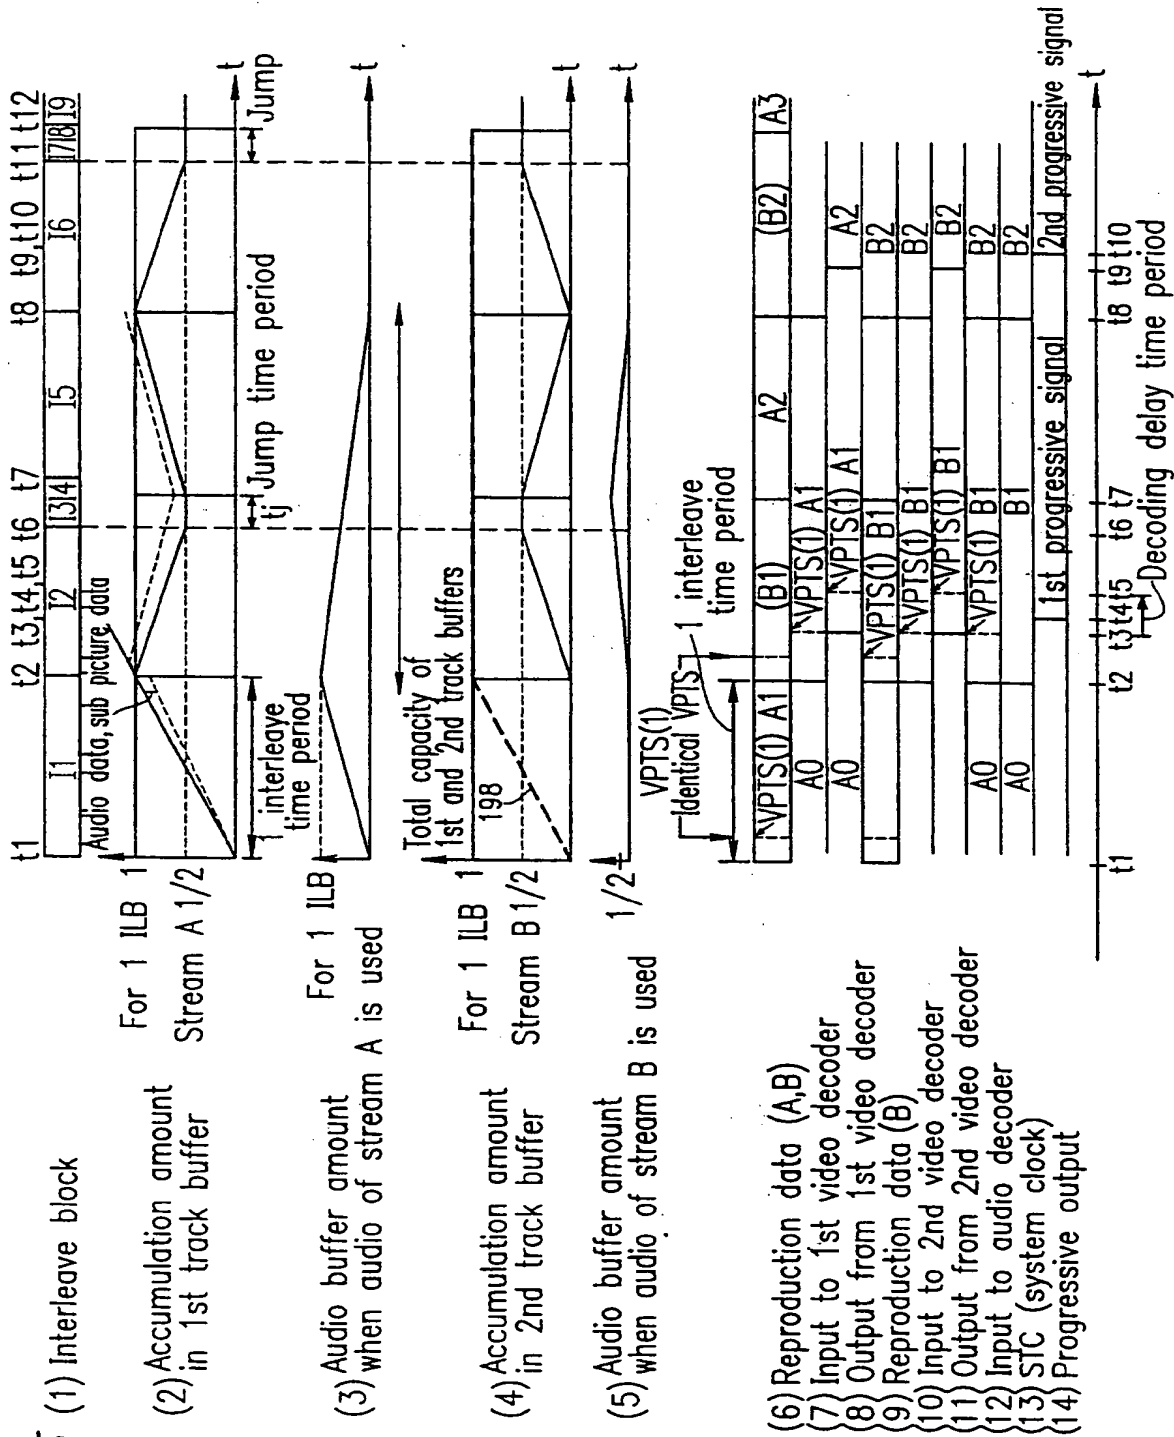 (1) Interleave block
t1 t2 t3,t4,t5 t6 t7 t8 t9,t10 t11 t12
I1 I2 I3 I4 I5 I6 I7 I8 I9
(2) Accumulation amount
in 1st track buffer
For 1 ILB 1
Stream A 1/2
Audio data, sub picture data
1 interleave
time period
tj
Jump time period
Jump
t
(3) Audio buffer amount
when audio of stream A is used
For 1 ILB
t
(4) Accumulation amount
in 2nd track buffer
For 1 ILB 1
Stream B 1/2
Total capacity of
1st and 2nd track buffers
198
t
(5) Audio buffer amount
when audio of stream B is used
1/2
t
VPTS(1)
Identical VPTS
1 interleave
time period
(6) Reproduction data (A,B)
VPTS(1) A1 (B1) A2 (B2) A3
(7) Input to 1st video decoder
A0 VPTS(1) A1
(8) Output from 1st video decoder
A0 VPTS(1) A1 A2
(9) Reproduction data (B)
VPTS(1) B1 B2
(10) Input to 2nd video decoder
VPTS(1) B1 B2
(11) Output from 2nd video decoder
VPTS(1) B1 B2
(12) Input to audio decoder
A0 VPTS(1) B1 B2
(13) STC (system clock)
A0 B1 B2
(14) Progressive output
1st progressive signal 2nd progressive signal
t1 t2 t3 t4 t5 t6 t7 t8 t9 t10 t
Decoding delay time period